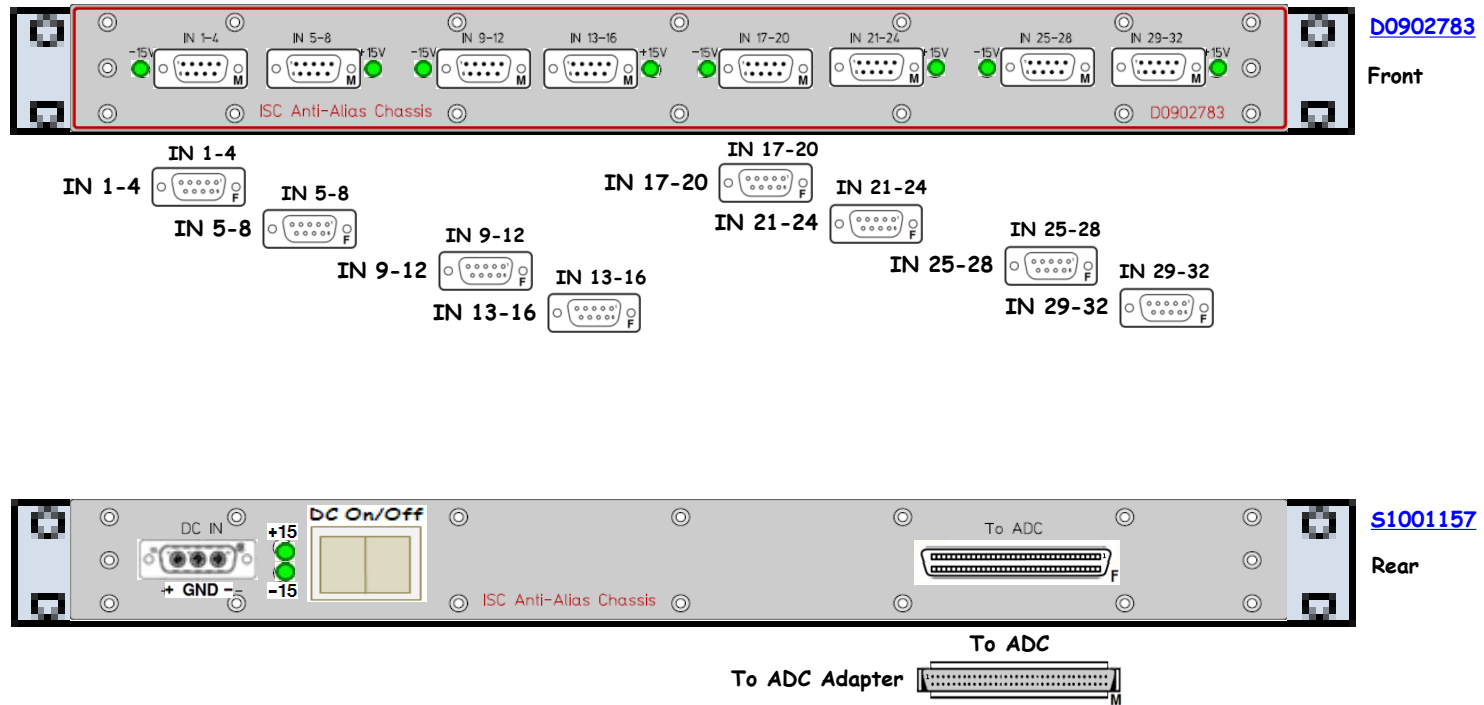 D0902783
IN 1-4 IN 5-8 IN 9-12 IN 13-16 IN 17-20 IN 21-24 IN 25-28 IN 29-32
-15V +15V -15V +15V -15V +15V -15V +15V
M M M M M M M M
Front
ISC Anti-Alias Chassis D0902783
IN 1-4
IN 1-4 F
IN 5-8
IN 5-8 F
IN 9-12
IN 9-12 F
IN 13-16
IN 13-16 F
IN 17-20
IN 17-20 F
IN 21-24
IN 21-24 F
IN 25-28
IN 25-28 F
IN 29-32
IN 29-32 F
S1001157
DC IN
+15
-15
DC On/Off
To ADC
1
F
Rear
+ GND -
ISC Anti-Alias Chassis
To ADC
To ADC Adapter
1
M